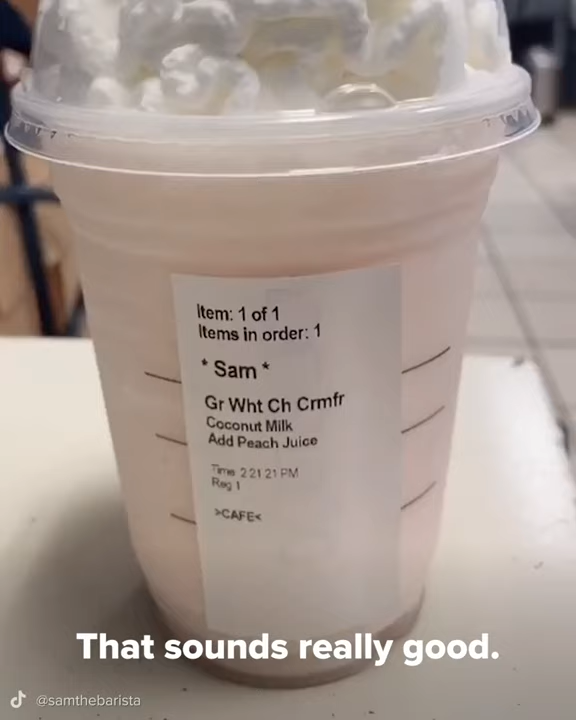 Item: 1 of 1
Items in order: 1
* Sam *
Gr Wht Ch Crmfr
Coconut Milk
Add Peach Juice
Time 2 21 21 PM
Reg 1
>CAFE<
That sounds really good.
@samthebarista